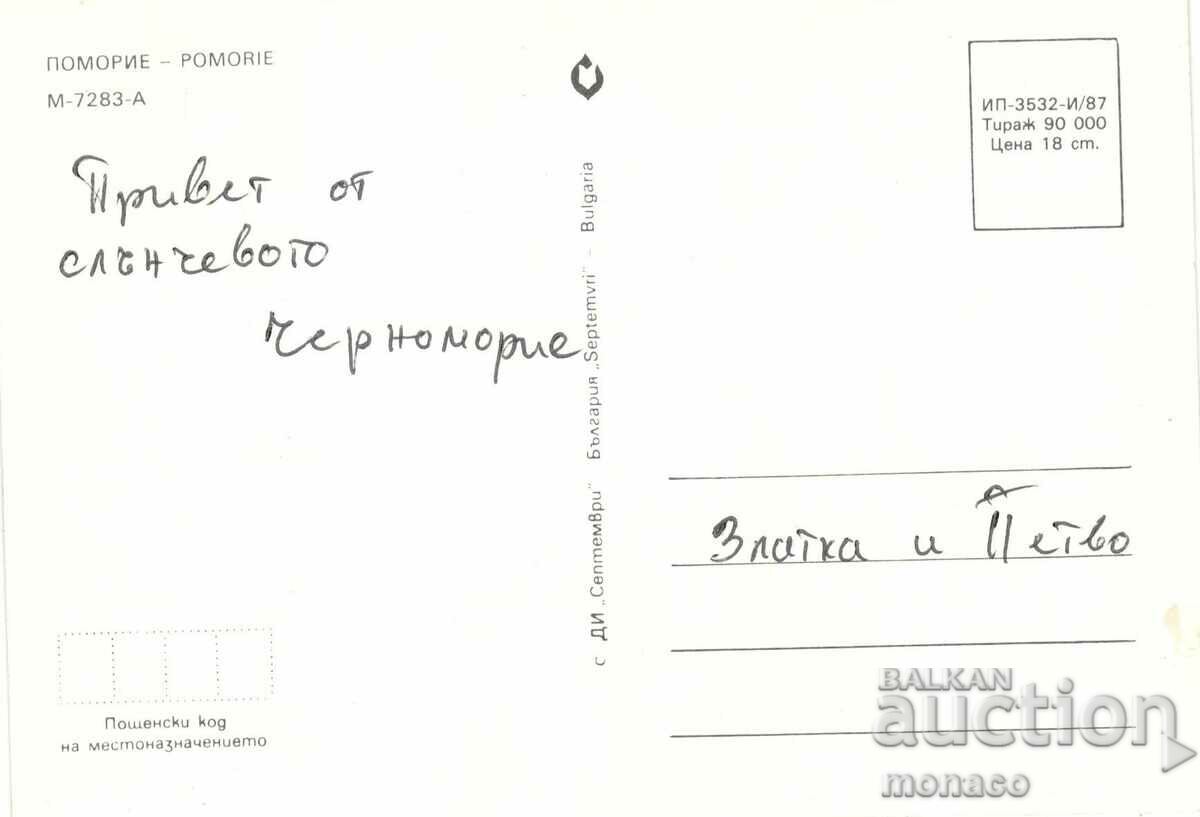 ПОМОРИЕ – POMORIE
М-7283-А
Привет от
слънчевото
Черноморие
Пощенски код
на местоназначението
с ДИ „Септември" България „Septemvri" – Bulgaria
ИП-3532-И/87
Тираж 90 000
Цена 18 ст.
Златка и Петво
BALKAN
auction
monaco